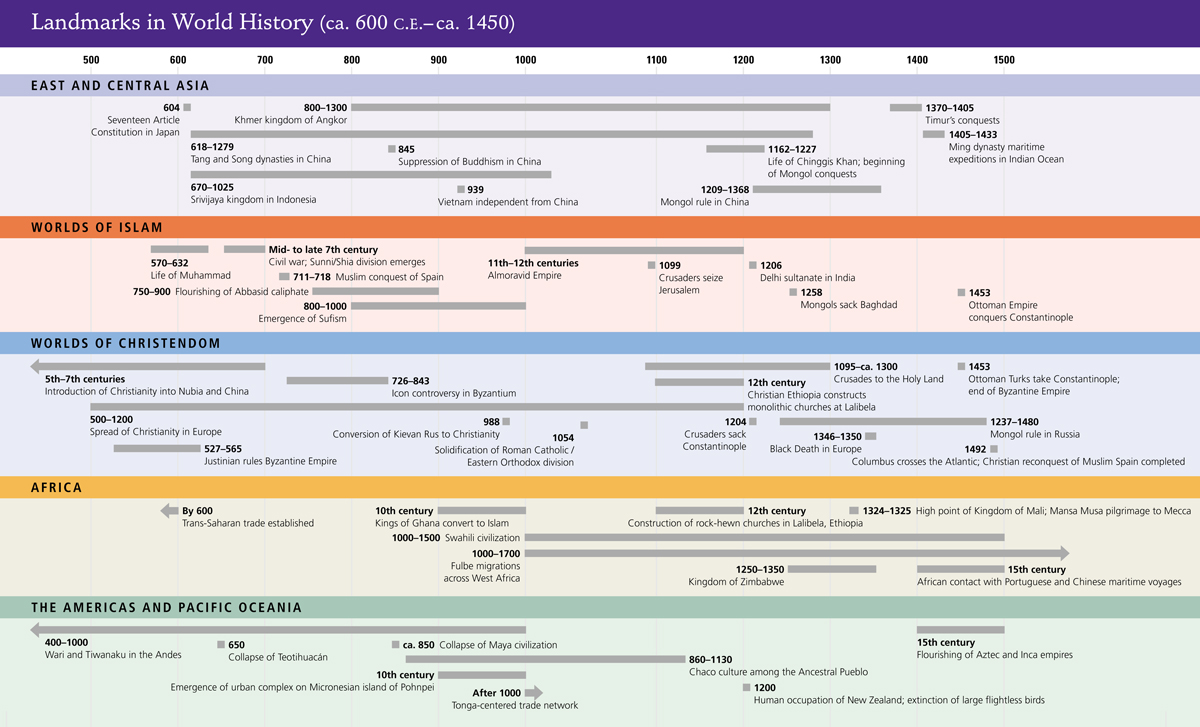 Landmarks in World History (ca. 600 C.E.–ca. 1450)
500 600 700 800 900 1000 1100 1200 1300 1400 1500
EAST AND CENTRAL ASIA
604
Seventeen Article
Constitution in Japan
800–1300
Khmer kingdom of Angkor
1370–1405
Timur's conquests
618–1279
Tang and Song dynasties in China
845
Suppression of Buddhism in China
1162–1227
Life of Chinggis Khan; beginning
of Mongol conquests
1405–1433
Ming dynasty maritime
expeditions in Indian Ocean
670–1025
Srivijaya kingdom in Indonesia
939
Vietnam independent from China
1209–1368
Mongol rule in China
WORLDS OF ISLAM
570–632
Life of Muhammad
Mid- to late 7th century
Civil war; Sunni/Shia division emerges
711–718 Muslim conquest of Spain
750–900 Flourishing of Abbasid caliphate
800–1000
Emergence of Sufism
11th–12th centuries
Almoravid Empire
1099
Crusaders seize
Jerusalem
1206
Delhi sultanate in India
1258
Mongols sack Baghdad
1453
Ottoman Empire
conquers Constantinople
WORLDS OF CHRISTENDOM
5th–7th centuries
Introduction of Christianity into Nubia and China
726–843
Icon controversy in Byzantium
1095–ca. 1300
Crusades to the Holy Land
12th century
Christian Ethiopia constructs
monolithic churches at Lalibela
1453
Ottoman Turks take Constantinople;
end of Byzantine Empire
500–1200
Spread of Christianity in Europe
988
Conversion of Kievan Rus to Christianity
1054
Solidification of Roman Catholic /
Eastern Orthodox division
1204
Crusaders sack
Constantinople
1237–1480
Mongol rule in Russia
1346–1350
Black Death in Europe
527–565
Justinian rules Byzantine Empire
1492
Columbus crosses the Atlantic; Christian reconquest of Muslim Spain completed
AFRICA
By 600
Trans-Saharan trade established
10th century
Kings of Ghana convert to Islam
12th century
Construction of rock-hewn churches in Lalibela, Ethiopia
1324–1325 High point of Kingdom of Mali; Mansa Musa pilgrimage to Mecca
1000–1500 Swahili civilization
1000–1700
Fulbe migrations
across West Africa
1250–1350
Kingdom of Zimbabwe
15th century
African contact with Portuguese and Chinese maritime voyages
THE AMERICAS AND PACIFIC OCEANIA
400–1000
Wari and Tiwanaku in the Andes
650
Collapse of Teotihuacán
ca. 850 Collapse of Maya civilization
15th century
Flourishing of Aztec and Inca empires
860–1130
Chaco culture among the Ancestral Pueblo
10th century
Emergence of urban complex on Micronesian island of Pohnpei
After 1000
Tonga-centered trade network
1200
Human occupation of New Zealand; extinction of large flightless birds